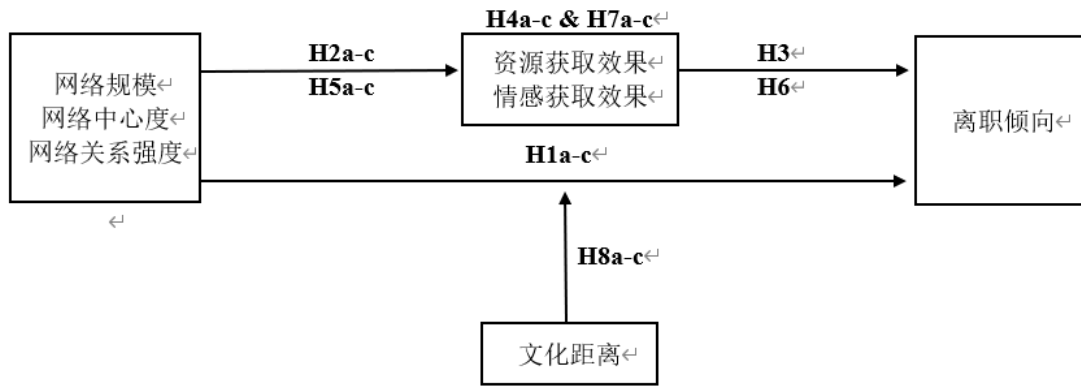 H4a-c & H7a-c
H2a-c
H5a-c
网络规模
网络中心度
网络关系强度
资源获取效果
情感获取效果
H3
H6
离职倾向
H1a-c
H8a-c
文化距离